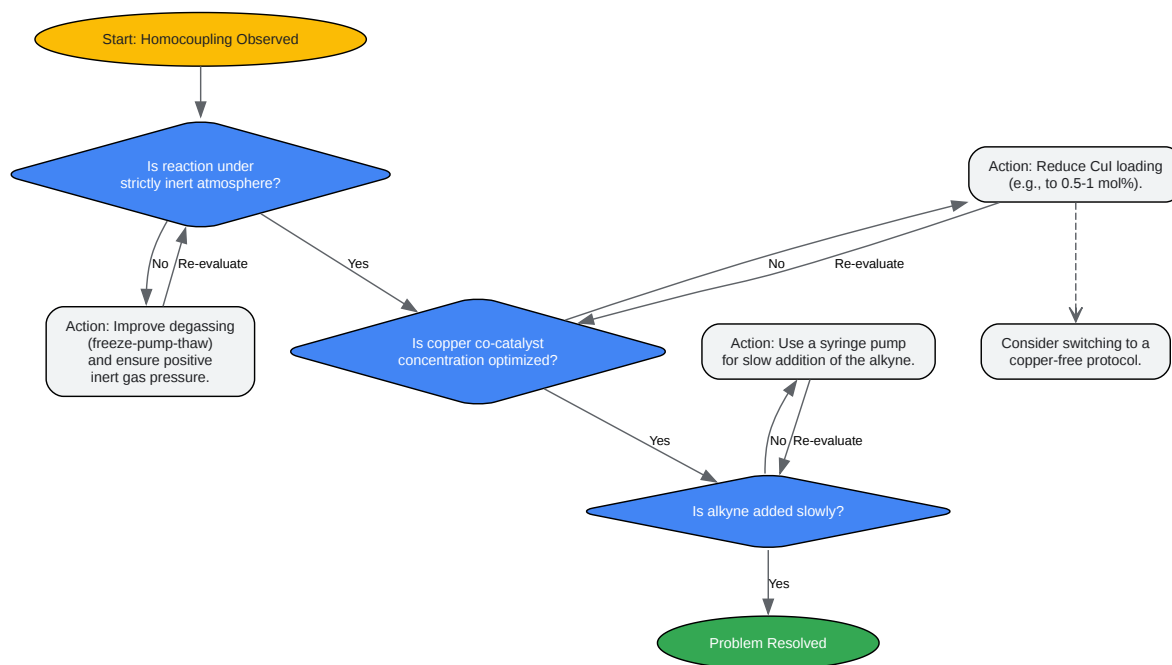 Start: Homocoupling Observed
Is reaction under
strictly inert atmosphere?
No
Re-evaluate
Yes
Action: Improve degassing
(freeze-pump-thaw)
and ensure positive
inert gas pressure.
Is copper co-catalyst
concentration optimized?
No
Re-evaluate
Action: Reduce CuI loading
(e.g., to 0.5-1 mol%).
Consider switching to a
copper-free protocol.
Yes
Action: Use a syringe pump
for slow addition of the alkyne.
No
Re-evaluate
Is alkyne added slowly?
Yes
Problem Resolved